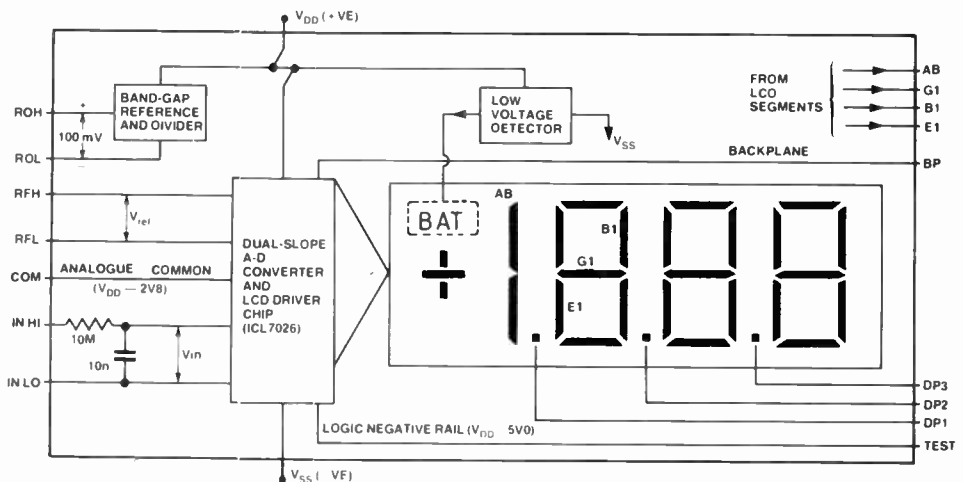 V_DD (+VE)
ROH
+
100 mV
ROL
BAND-GAP
REFERENCE
AND OIVIDER
LOW
VOLTAGE
DETECTOR
V_SS
FROM
LCO
SEGMENTS
AB
G1
B1
E1
BACKPLANE
BP
RFH
V_ref
RFL
COM
ANALOGUE COMMON
(V_DD — 2V8)
IN HI
10M
10n
Vin
IN LO
DUAL-SLOPE
A-D
CONVERTER
AND
LCD DRIVER
CHIP
(ICL7026)
BAT
AB
B1
G1
E1
DP3
DP2
DP1
LOGIC NEGATIVE RAIL (V_DD 5V0)
TEST
V_SS ( VE)